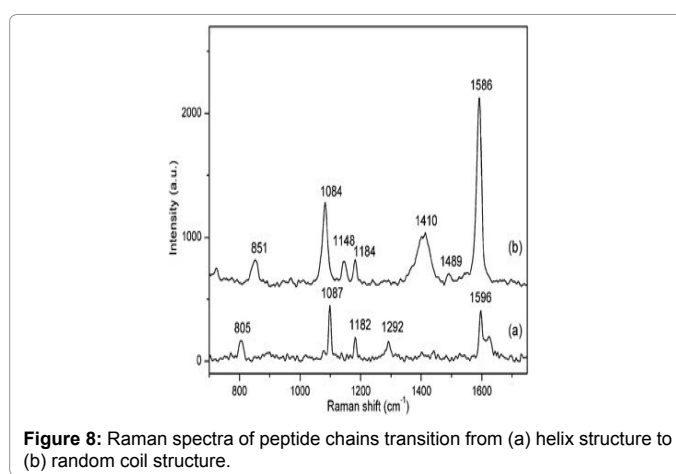 2000
1000
0
Intensity (a.u.)
1586
1084
1410
851
1148
1184
1489
(b)
1087
1596
805
1182
1292
(a)
800 1000 1200 1400 1600
Raman shift (cm⁻¹)
Figure 8: Raman spectra of peptide chains transition from (a) helix structure to
(b) random coil structure.